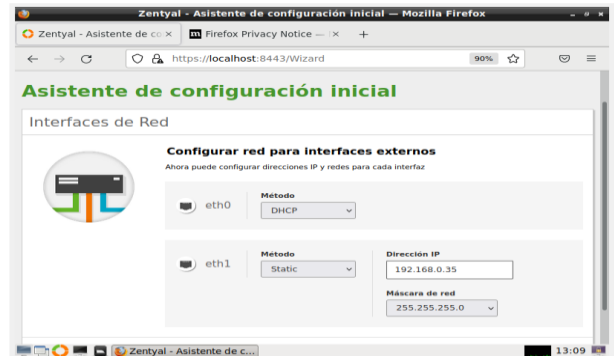 Zentyal - Asistente de configuración inicial — Mozilla Firefox
Zentyal - Asistente de co
Firefox Privacy Notice —
https://localhost:8443/Wizard
90%
Asistente de configuración inicial
Interfaces de Red
Configurar red para interfaces externos
Ahora puede configurar direcciones IP y redes para cada interfaz
eth0
Método
DHCP
eth1
Método
Static
Dirección IP
192.168.0.35
Máscara de red
255.255.255.0
Zentyal - Asistente de c...
13:09